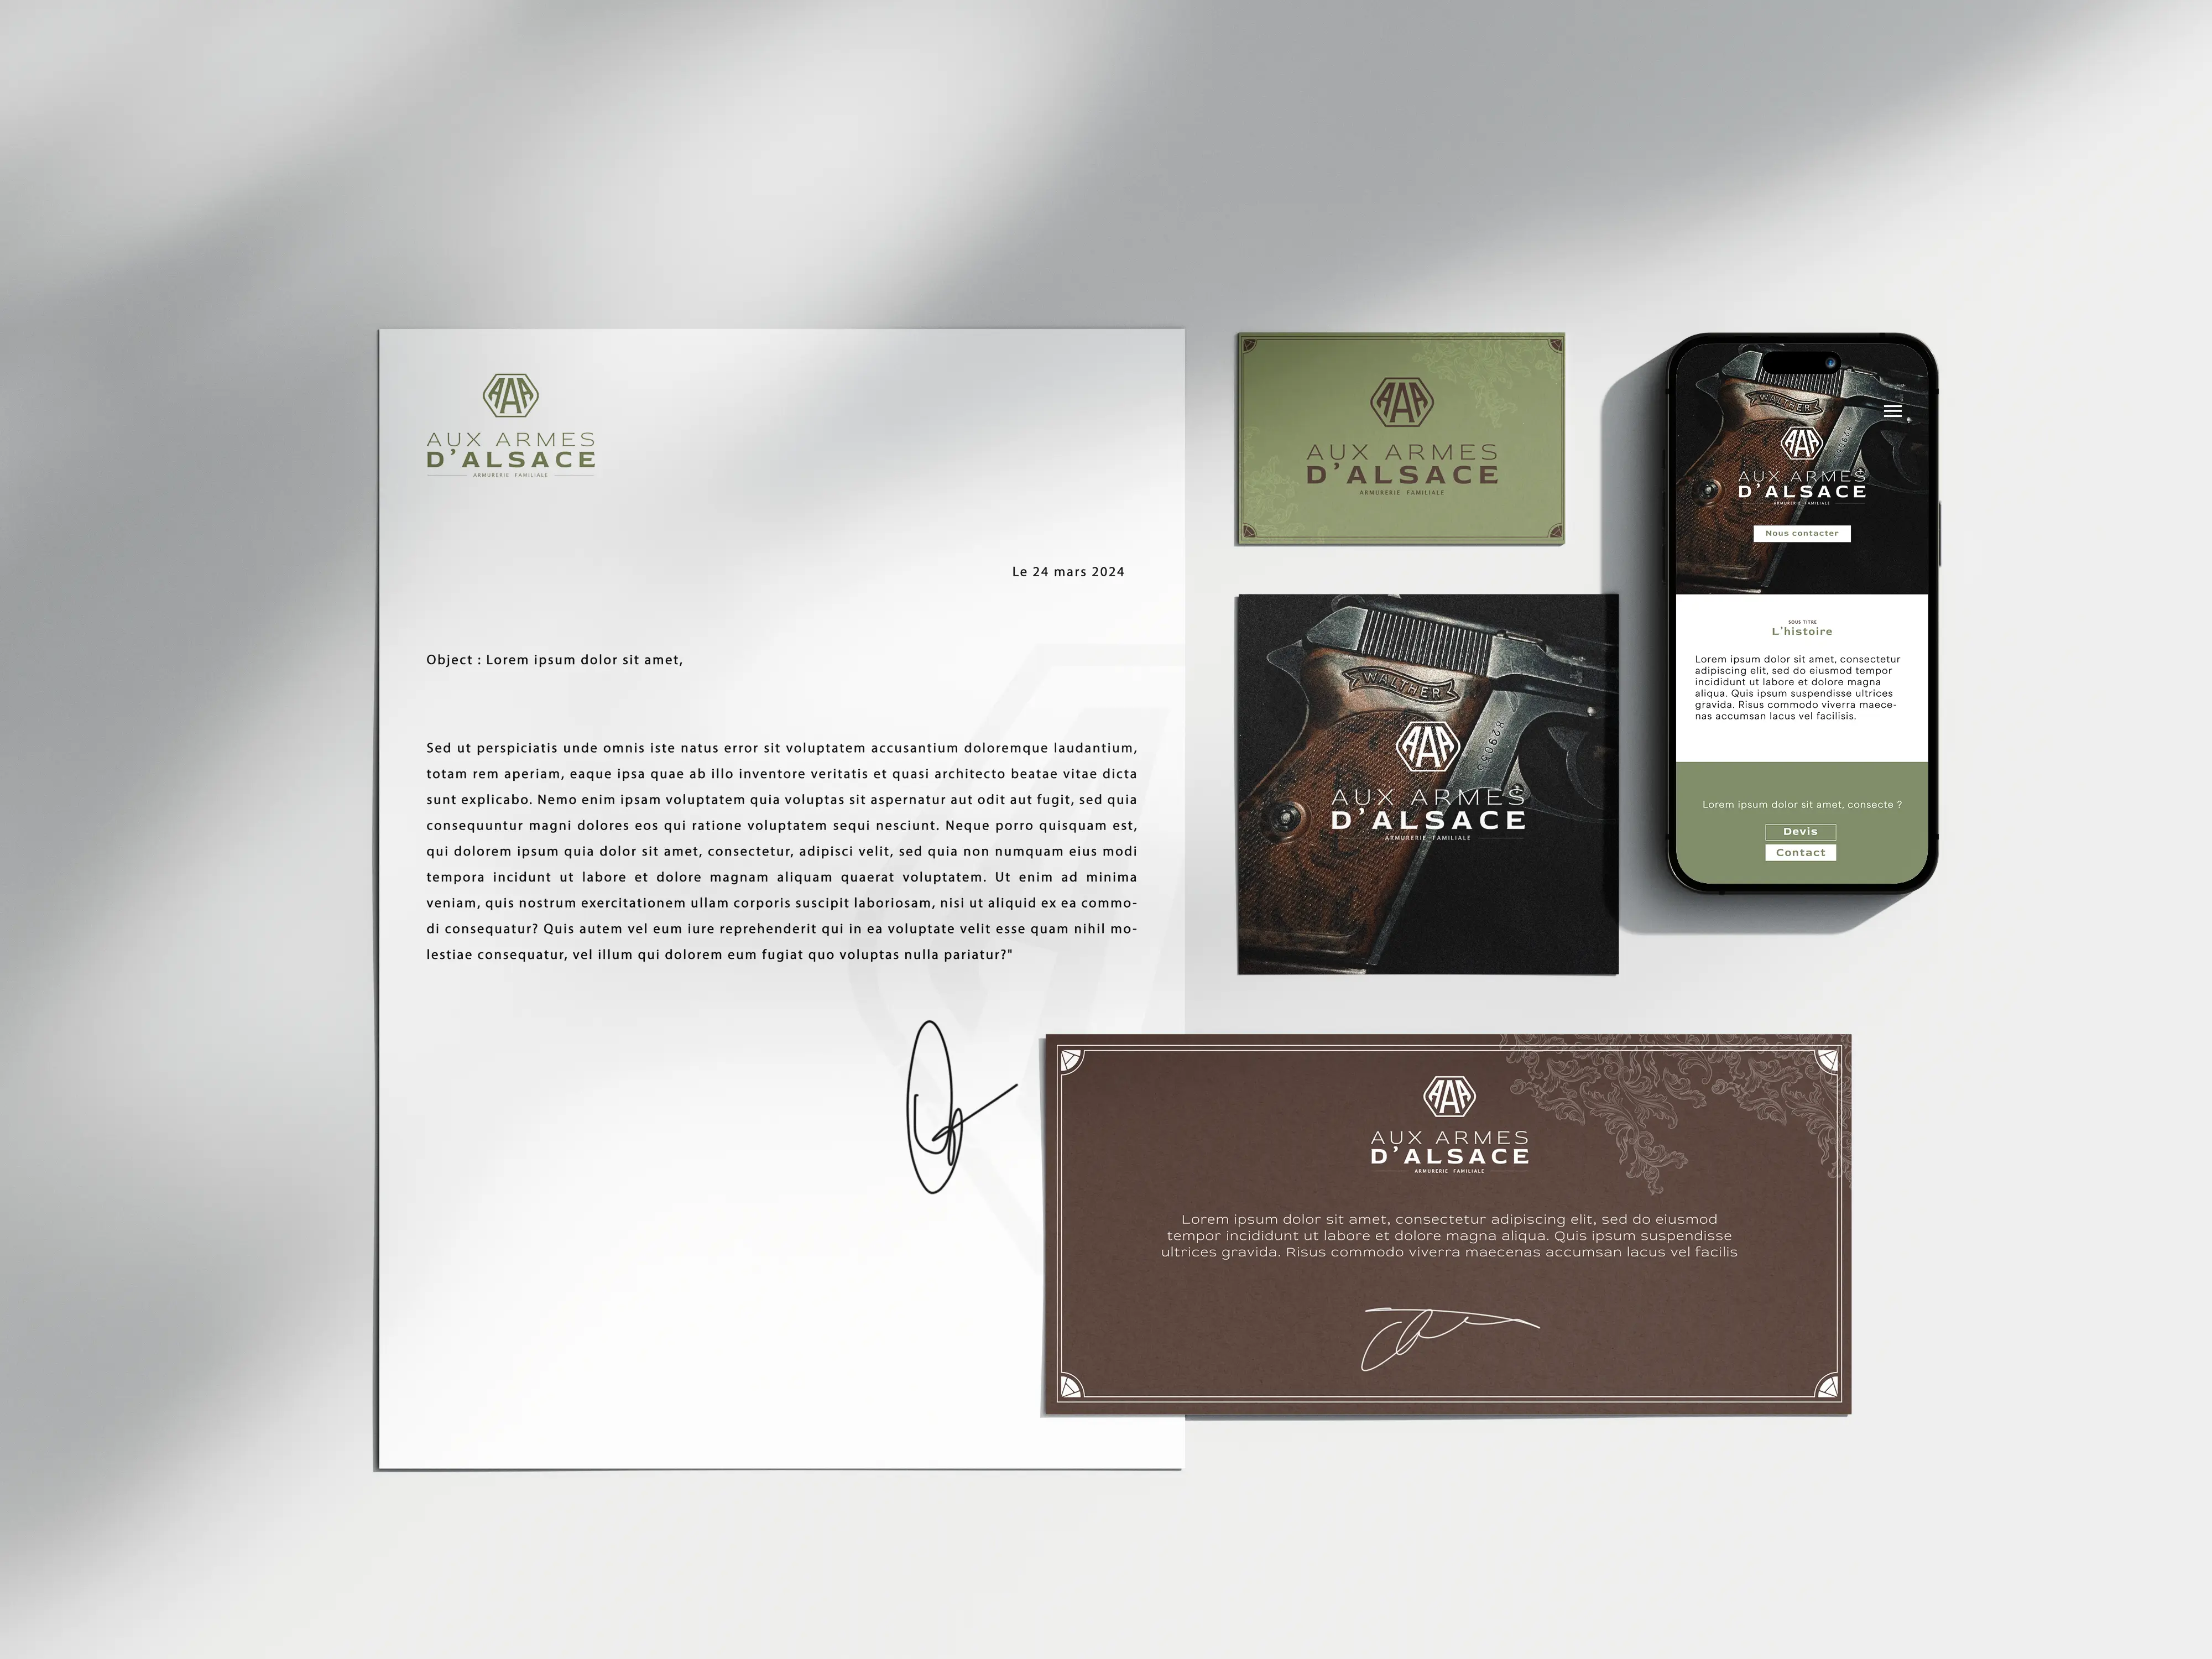 AAA
AUX ARMES
D'ALSACE
ARMURERIE FAMILIALE
Le 24 mars 2024
Object : Lorem ipsum dolor sit amet,
Sed ut perspiciatis unde omnis iste natus error sit voluptatem accusantium doloremque laudantium,
totam rem aperiam, eaque ipsa quae ab illo inventore veritatis et quasi architecto beatae vitae dicta
sunt explicabo. Nemo enim ipsam voluptatem quia voluptas sit aspernatur aut odit aut fugit, sed quia
consequuntur magni dolores eos qui ratione voluptatem sequi nesciunt. Neque porro quisquam est,
qui dolorem ipsum quia dolor sit amet, consectetur, adipisci velit, sed quia non numquam eius modi
tempora incidunt ut labore et dolore magnam aliquam quaerat voluptatem. Ut enim ad minima
veniam, quis nostrum exercitationem ullam corporis suscipit laboriosam, nisi ut aliquid ex ea commo-
di consequatur? Quis autem vel eum iure reprehenderit qui in ea voluptate velit esse quam nihil mo-
lestiae consequatur, vel illum qui dolorem eum fugiat quo voluptas nulla pariatur?"
AAA
AUX ARMES
D'ALSACE
ARMURERIE FAMILIALE
WALTHER
AAA
AUX ARMES
D'ALSACE
ARMURERIE FAMILIALE
WALTHER
AAA
AUX ARMES
D'ALSACE
ARMURERIE FAMILIALE
Nous contacter
SOUS TITRE
L'histoire
Lorem ipsum dolor sit amet, consectetur
adipiscing elit, sed do eiusmod tempor
incididunt ut labore et dolore magna
aliqua. Quis ipsum suspendisse ultrices
gravida. Risus commodo viverra maece-
nas accumsan lacus vel facilisis.
Lorem ipsum dolor sit amet, consecte ?
Devis
Contact
AAA
AUX ARMES
D'ALSACE
ARMURERIE FAMILIALE
Lorem ipsum dolor sit amet, consectetur adipiscing elit, sed do eiusmod
tempor incididunt ut labore et dolore magna aliqua. Quis ipsum suspendisse
ultrices gravida. Risus commodo viverra maecenas accumsan lacus vel facilis